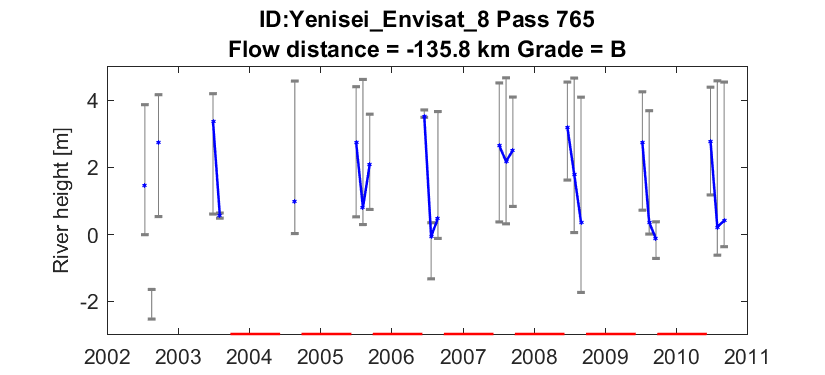 ID:Yenisei_Envisat_8 Pass 765
Flow distance = -135.8 km Grade = B
River height [m]
4
2
0
-2
2002 2003 2004 2005 2006 2007 2008 2009 2010 2011